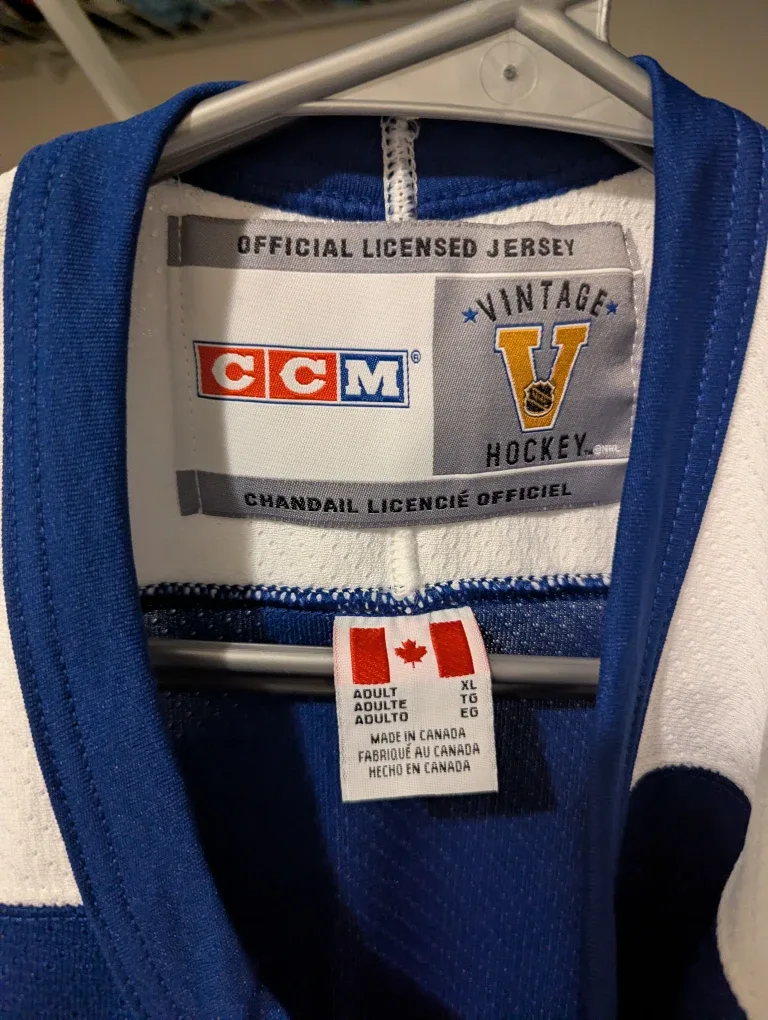 OFFICIAL LICENSED JERSEY
CCM®
VINTAGE
V
HOCKEY™ ©NHL
CHANDAIL LICENCIÉ OFFICIEL
ADULT XL
ADULTE TG
ADULTO EG
MADE IN CANADA
FABRIQUÉ AU CANADA
HECHO EN CANADA